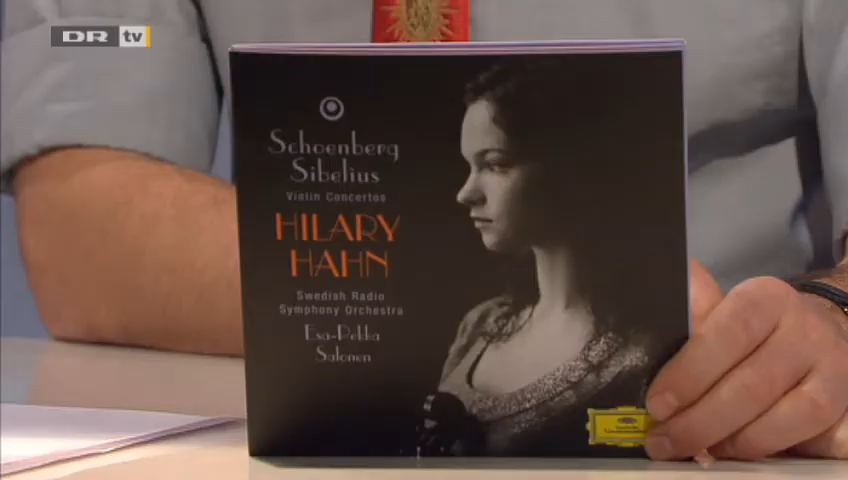 DR tv
Schoenberg
Sibelius
Violin Concertos
HILARY
HAHN
Swedish Radio
Symphony Orchestra
Esa-Pekka
Salonen